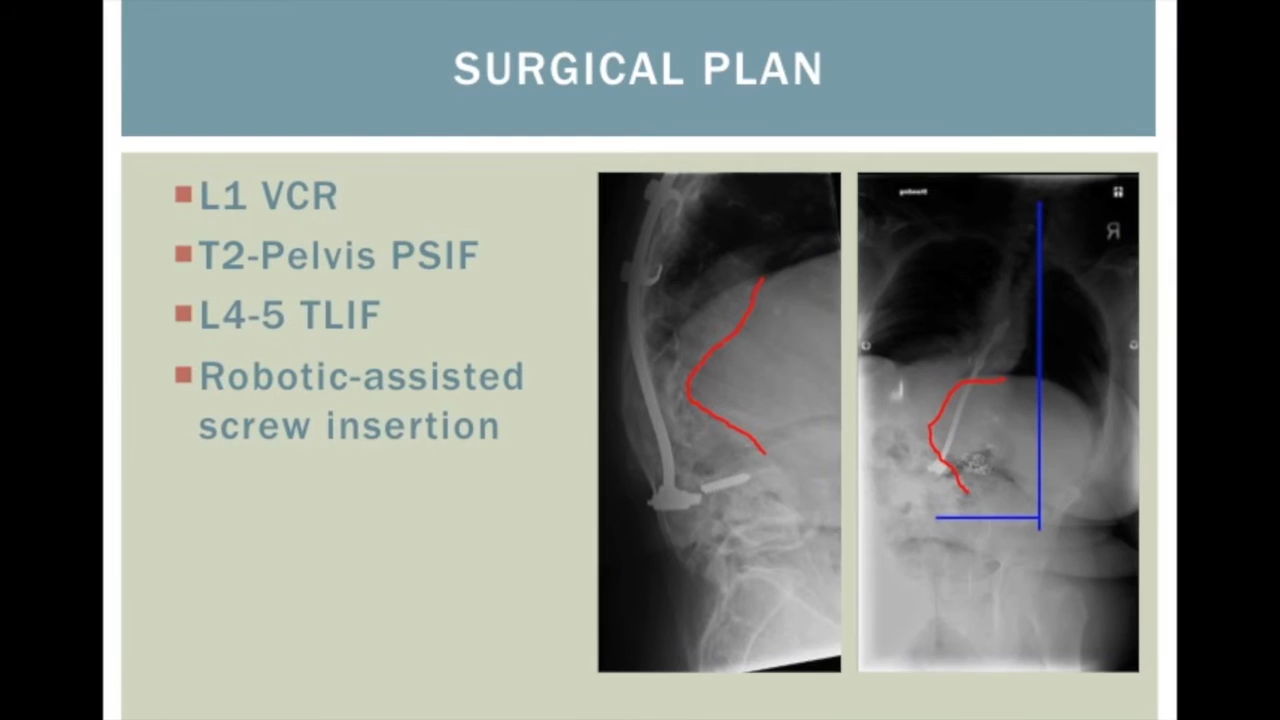 SURGICAL PLAN
L1 VCR
T2-Pelvis PSIF
L4-5 TLIF
Robotic-assisted
screw insertion
R